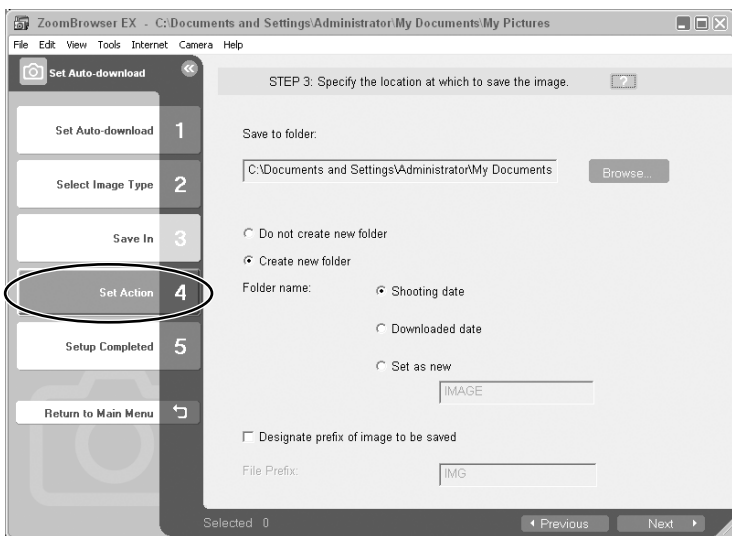 ZoomBrowser EX - C:\Documents and Settings\Administrator\My Documents\My Pictures
File Edit View Tools Internet Camera Help
Set Auto-download
STEP 3: Specify the location at which to save the image. ?
Set Auto-download 1
Select Image Type 2
Save In 3
Set Action 4
Setup Completed 5
Return to Main Menu
Save to folder:
C:\Documents and Settings\Administrator\My Documents
Browse...
Do not create new folder
Create new folder
Folder name:
Shooting date
Downloaded date
Set as new
IMAGE
Designate prefix of image to be saved
File Prefix:
IMG
Selected 0
Previous
Next